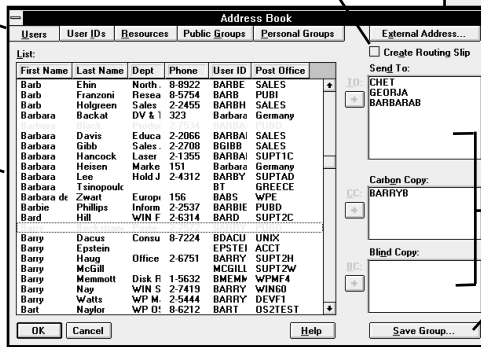 Address Book
Users User IDs Resources Public Groups Personal Groups External Address...
List:
Create Routing Slip
First Name Last Name Dept Phone User ID Post Office
Barb Ehin North. 8-8922 BARBE SALES
Barb Franzoni Resea 8-5754 BARB PUBI
Barb Holgreen Sales 2-2455 BARBH SALES
Barbara Backat DV & 323 Barbara Germany
Barbara Davis Educa 2-2066 BARBAI SALES
Barbara Gibb Sales. 2-2708 BGIBB SALES
Barbara Hancock Laser 2-1355 BARBAI SUPT1C
Barbara Heisen Marke 151 Barbara Germany
Barbara Lee Hold J 2-4312 BARBY SUPTAD
Barbara Tsinopoulc BT GREECE
Barbara de Zwart Europe 156 BABS WPE
Barbie Phillips Inform 2-2537 BARBIE PUBD
Bard Hill WIN F 2-6314 BARD SUPT2C
Barry Dacus Consu 8-7224 BDACU UNIX
Barry Epstein EPSTEI ACCT
Barry Haug Office 2-6751 BARRY SUPT2H
Barry McGill MCGILL SUPT2W
Barry Memmott Disk R 1-5632 BMEMM WPMF4
Barry Nay WIN S 2-7419 BARRY WIN60
Barry Watts WP M. 2-5444 BARRY DEVF1
Bart Naylor WP OS 8-6212 BART OS2TEST
Send To:
TO:
CHET
GEORJA
BARBARAB
Carbon Copy:
CC:
BARRYB
Blind Copy:
BC:
OK Cancel Help Save Group...